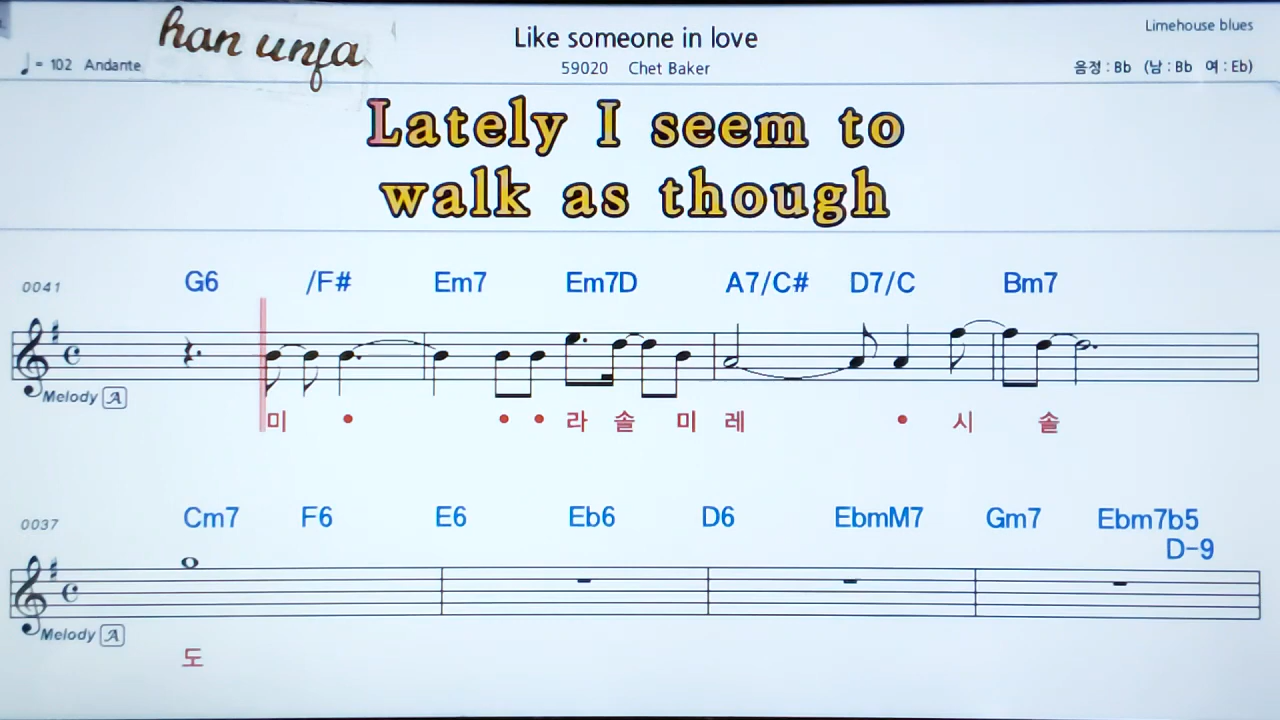 han unja
Like someone in love
Limehouse blues
♩ = 102 Andante
59020 Chet Baker
음정 : Bb (남 : Bb 여 : Eb)
Lately I seem to
walk as though
0041 G6 /F# Em7 Em7D A7/C# D7/C Bm7
Melody A
미 • • • 라 솔 미 레 • 시 솔
0037 Cm7 F6 E6 Eb6 D6 EbmM7 Gm7 Ebm7b5
D-9
Melody A
도